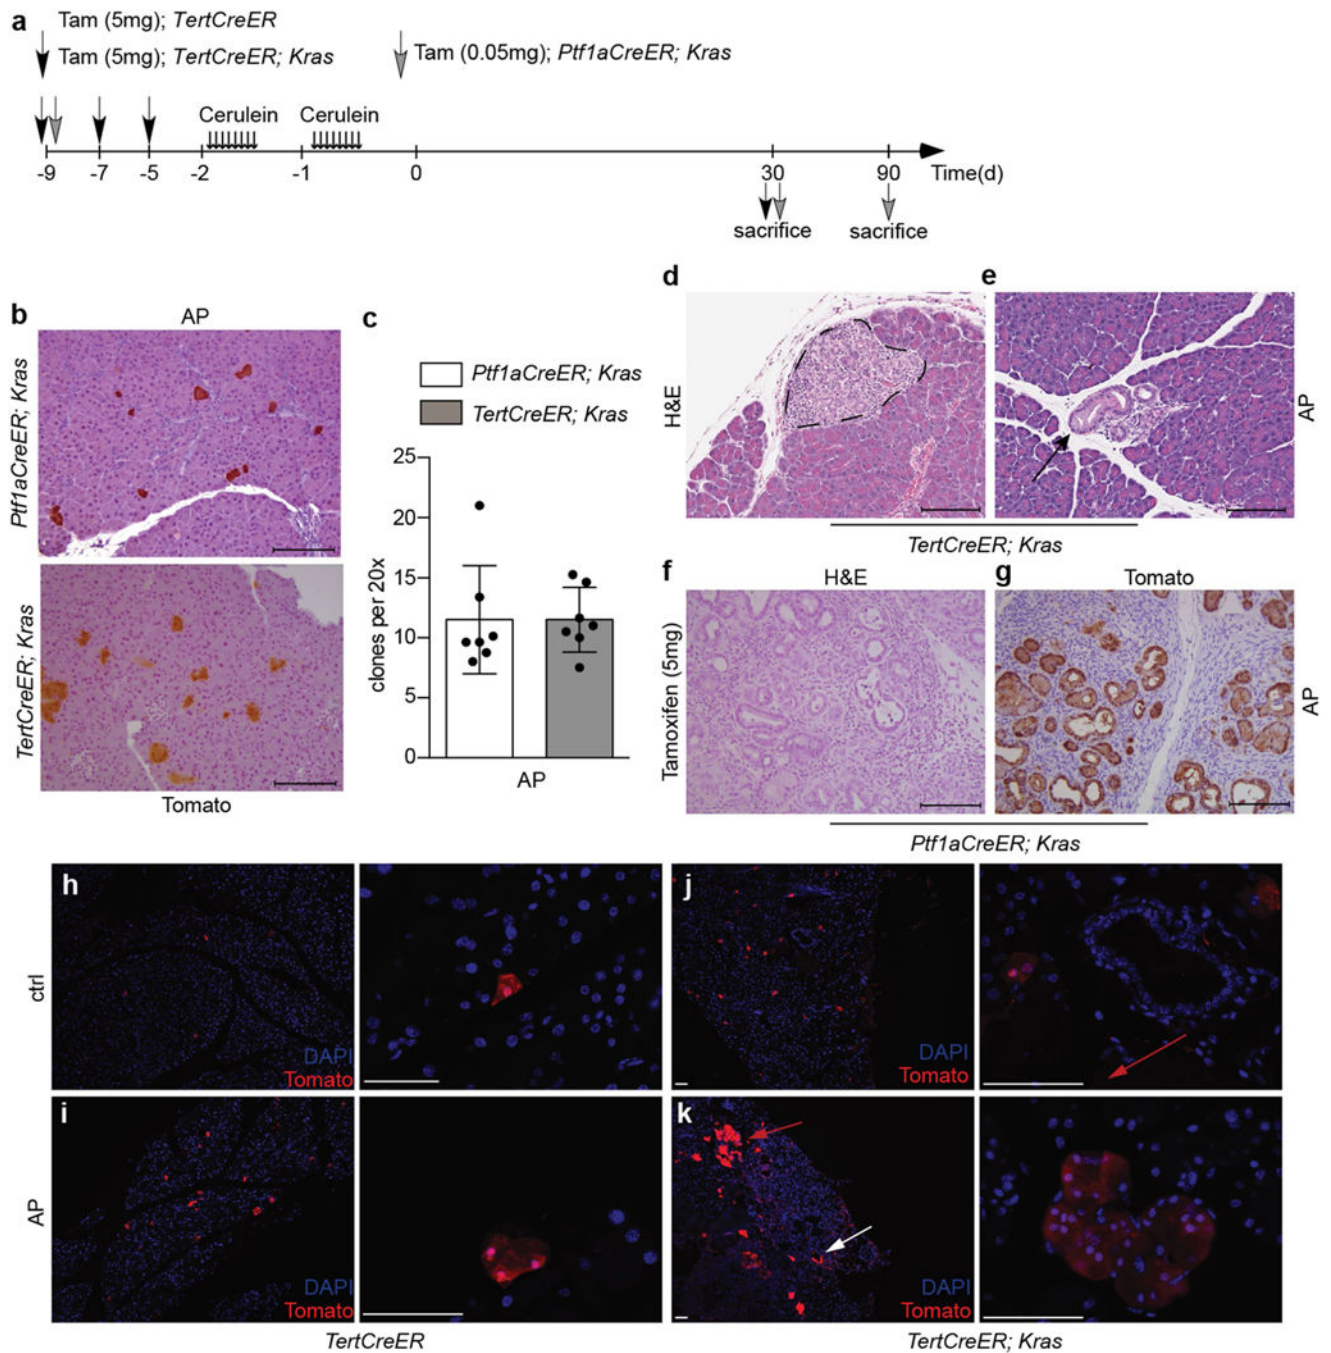 a
Tam (5mg); TertCreER
Tam (5mg); TertCreER; Kras
Tam (0.05mg); Ptf1aCreER; Kras
Cerulein
Cerulein
-9
-7
-5
-2
-1
0
30
90
Time(d)
sacrifice
sacrifice
b
AP
Ptf1aCreER; Kras
TertCreER; Kras
Tomato
c
Ptf1aCreER; Kras
TertCreER; Kras
clones per 20x
25
20
15
10
5
0
AP
d
e
H&E
AP
TertCreER; Kras
f
H&E
g
Tomato
Tamoxifen (5mg)
AP
Ptf1aCreER; Kras
h
ctrl
DAPI
Tomato
j
DAPI
Tomato
i
AP
DAPI
Tomato
k
DAPI
Tomato
TertCreER
TertCreER; Kras